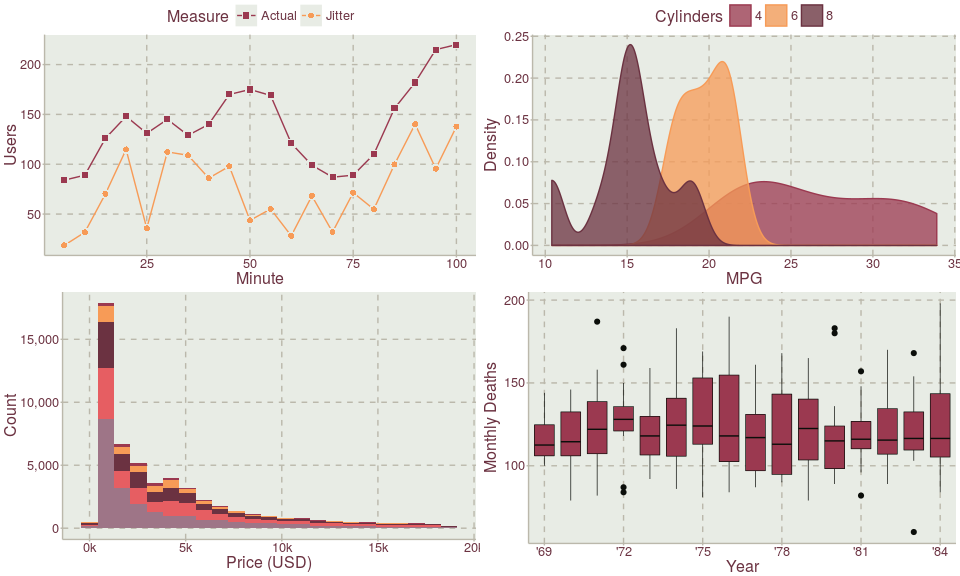 Measure Actual Jitter
200
150
100
50
Users
25 50 75 100
Minute
Cylinders 4 6 8
0.25
0.20
0.15
0.10
0.05
0.00
Density
10 15 20 25 30 35
MPG
15,000
10,000
5,000
0
Count
0k 5k 10k 15k 20k
Price (USD)
200
150
100
Monthly Deaths
'69 '72 '75 '78 '81 '84
Year